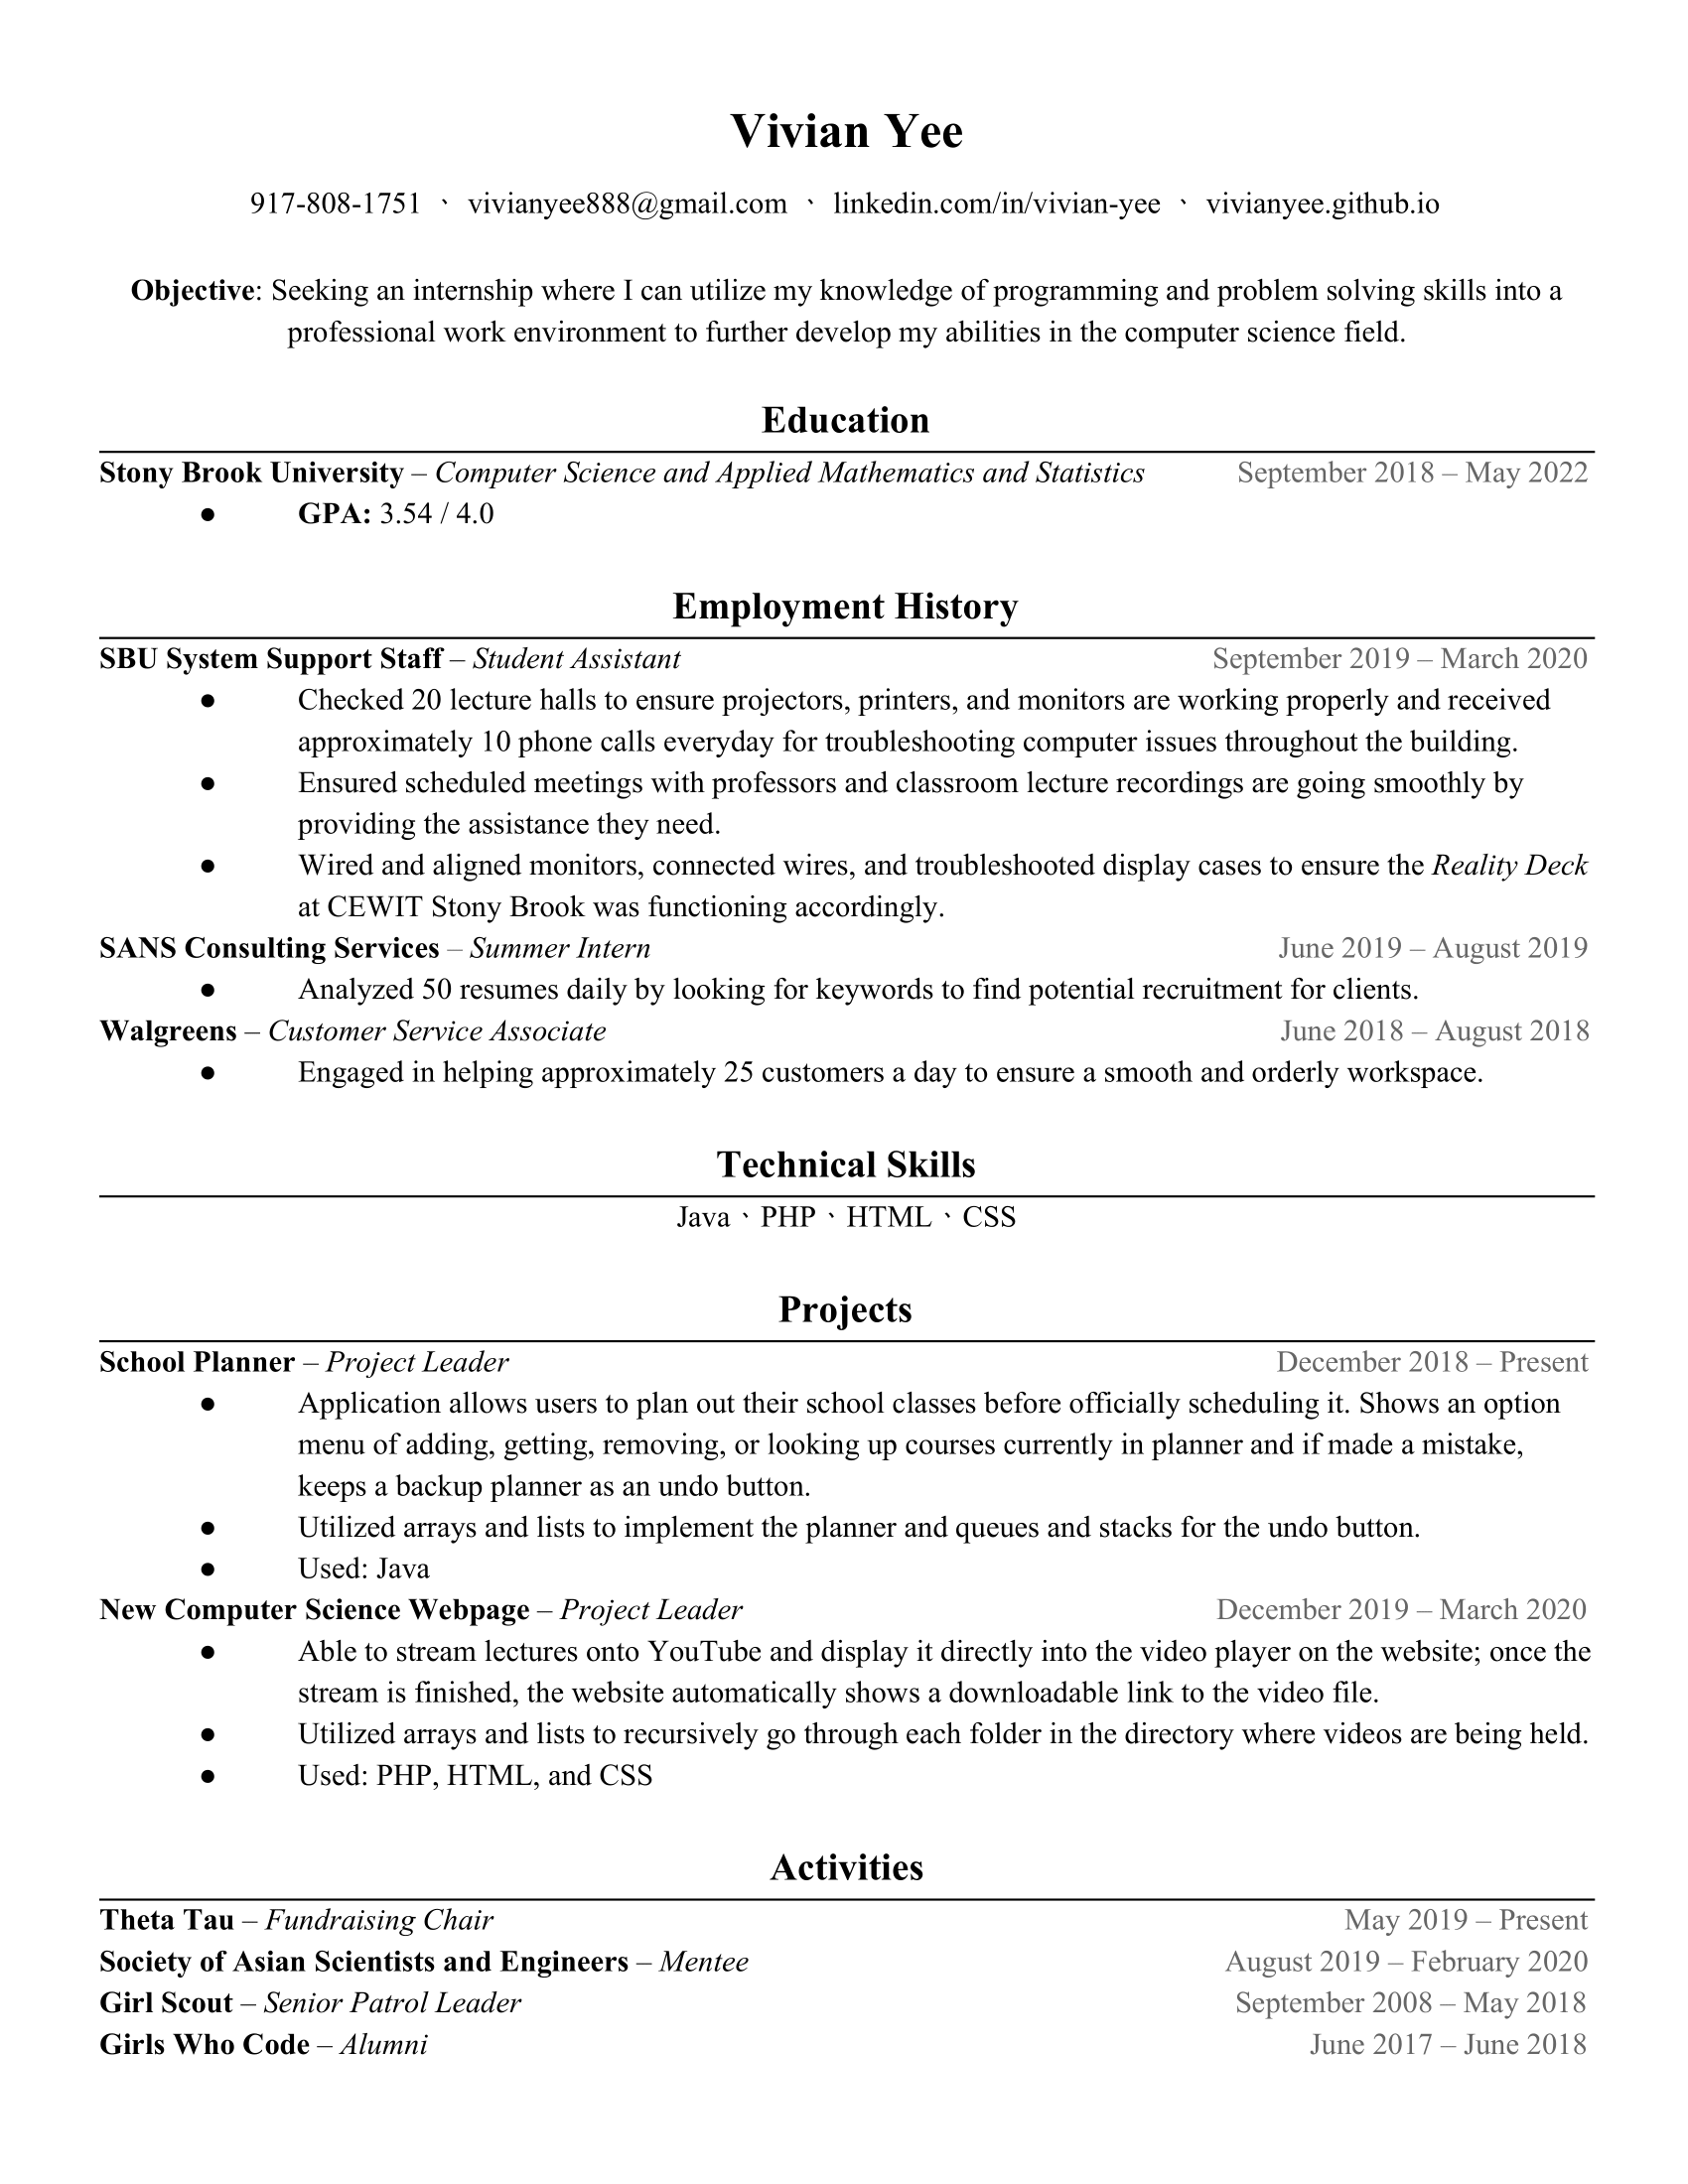 Vivian Yee
917-808-1751 、 vivianyee888@gmail.com 、 linkedin.com/in/vivian-yee 、 vivianyee.github.io
Objective: Seeking an internship where I can utilize my knowledge of programming and problem solving skills into a
professional work environment to further develop my abilities in the computer science field.
Education
Stony Brook University – Computer Science and Applied Mathematics and Statistics September 2018 – May 2022
● GPA: 3.54 / 4.0
Employment History
SBU System Support Staff – Student Assistant September 2019 – March 2020
● Checked 20 lecture halls to ensure projectors, printers, and monitors are working properly and received
approximately 10 phone calls everyday for troubleshooting computer issues throughout the building.
● Ensured scheduled meetings with professors and classroom lecture recordings are going smoothly by
providing the assistance they need.
● Wired and aligned monitors, connected wires, and troubleshooted display cases to ensure the Reality Deck
at CEWIT Stony Brook was functioning accordingly.
SANS Consulting Services – Summer Intern June 2019 – August 2019
● Analyzed 50 resumes daily by looking for keywords to find potential recruitment for clients.
Walgreens – Customer Service Associate June 2018 – August 2018
● Engaged in helping approximately 25 customers a day to ensure a smooth and orderly workspace.
Technical Skills
Java 、 PHP 、 HTML 、 CSS
Projects
School Planner – Project Leader December 2018 – Present
● Application allows users to plan out their school classes before officially scheduling it. Shows an option
menu of adding, getting, removing, or looking up courses currently in planner and if made a mistake,
keeps a backup planner as an undo button.
● Utilized arrays and lists to implement the planner and queues and stacks for the undo button.
● Used: Java
New Computer Science Webpage – Project Leader December 2019 – March 2020
● Able to stream lectures onto YouTube and display it directly into the video player on the website; once the
stream is finished, the website automatically shows a downloadable link to the video file.
● Utilized arrays and lists to recursively go through each folder in the directory where videos are being held.
● Used: PHP, HTML, and CSS
Activities
Theta Tau – Fundraising Chair May 2019 – Present
Society of Asian Scientists and Engineers – Mentee August 2019 – February 2020
Girl Scout – Senior Patrol Leader September 2008 – May 2018
Girls Who Code – Alumni June 2017 – June 2018